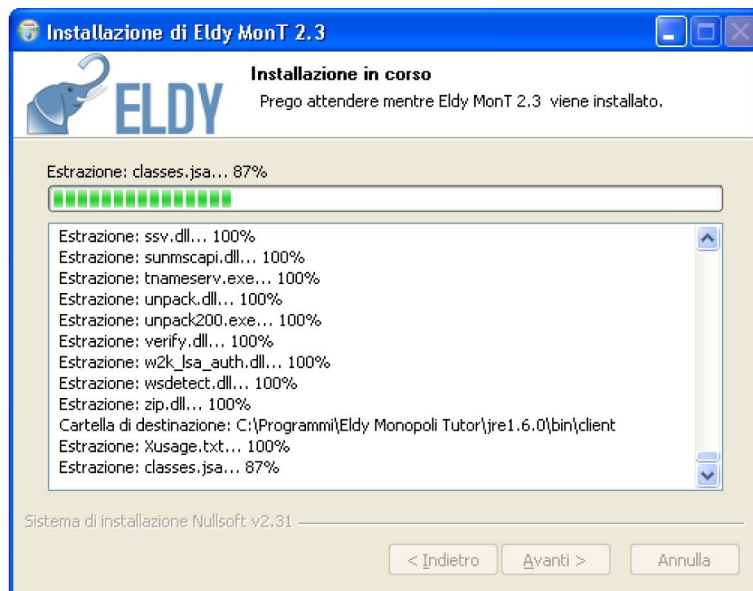 Installazione di Eldy MonT 2.3
ELDY
Installazione in corso
Prego attendere mentre Eldy MonT 2.3 viene installato.
Estrazione: classes.jsa... 87%
Estrazione: ssv.dll... 100%
Estrazione: sunmscapi.dll... 100%
Estrazione: tnameserv.exe... 100%
Estrazione: unpack.dll... 100%
Estrazione: unpack200.exe... 100%
Estrazione: verify.dll... 100%
Estrazione: w2k_lsa_auth.dll... 100%
Estrazione: wsdetect.dll... 100%
Estrazione: zip.dll... 100%
Cartella di destinazione: C:\Programmi\Eldy Monopoli Tutor\jre1.6.0\bin\client
Estrazione: Xusage.txt... 100%
Estrazione: classes.jsa... 87%
Sistema di installazione Nullsoft v2.31
< Indietro
Avanti >
Annulla